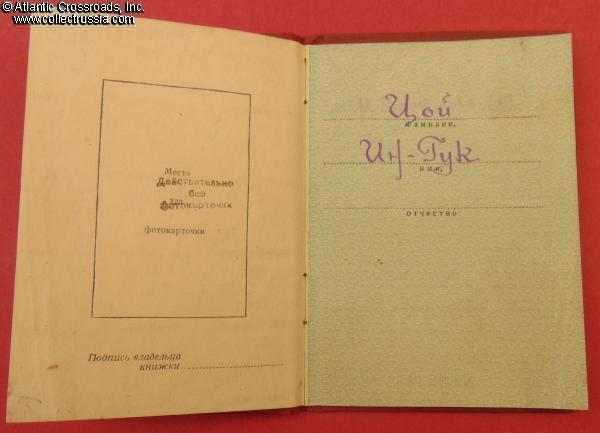 © Atlantic Crossroads, Inc.
www.collectrussia.com
Место
Действительно
без
для
фотокарточки
фотокарточки
Подпись владельца
книжки
Цой
фамилия,
Ин-Гук
имя,
отчество